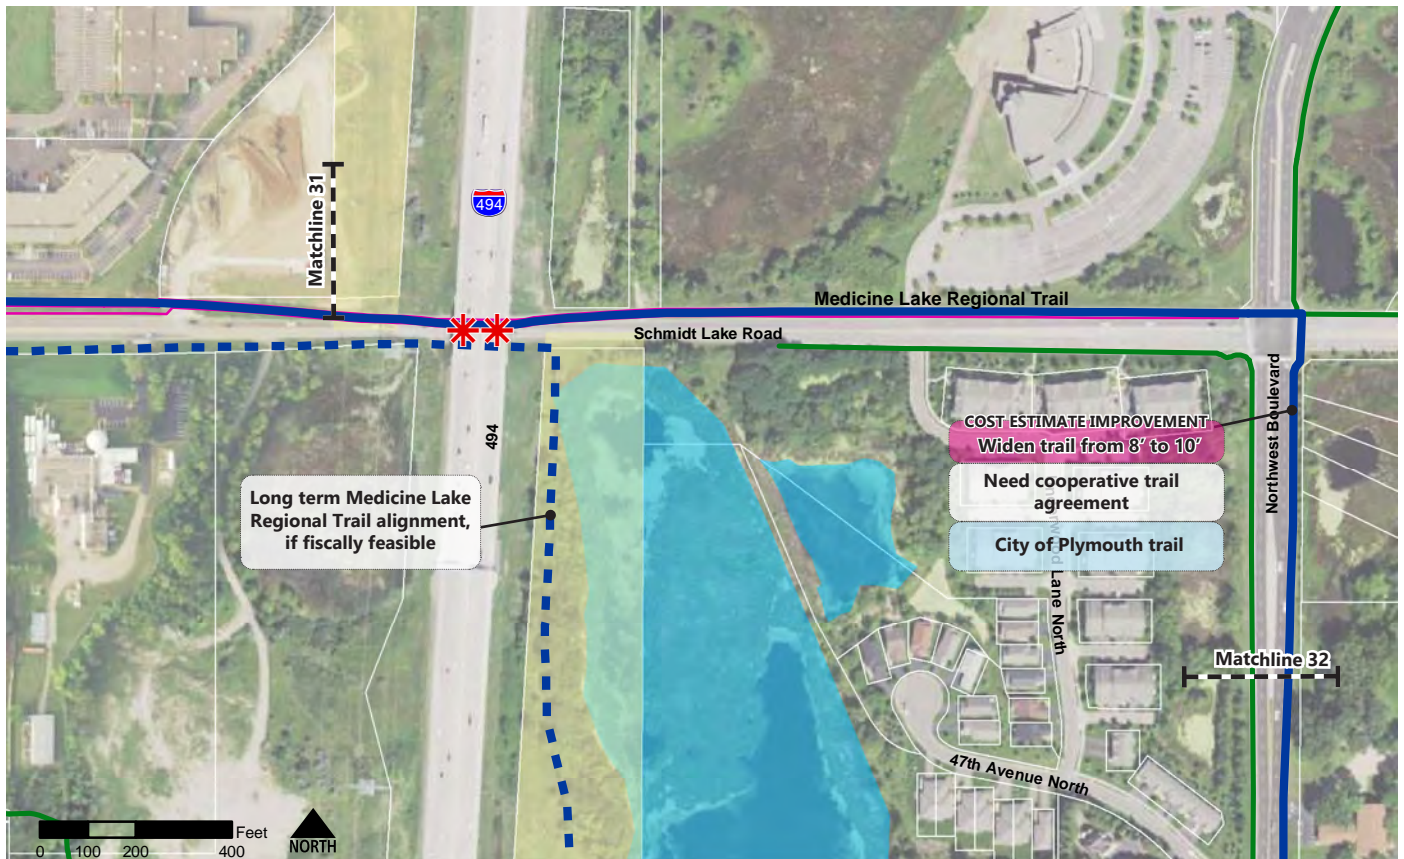 Matchline 31
494
Medicine Lake Regional Trail
Schmidt Lake Road
494
Long term Medicine Lake
Regional Trail alignment,
if fiscally feasible
COST ESTIMATE IMPROVEMENT
Widen trail from 8’ to 10’
Need cooperative trail
agreement
City of Plymouth trail
Northwest Boulevard
Lane North
Matchline 32
47th Avenue North
Feet
0 100 200 400
NORTH